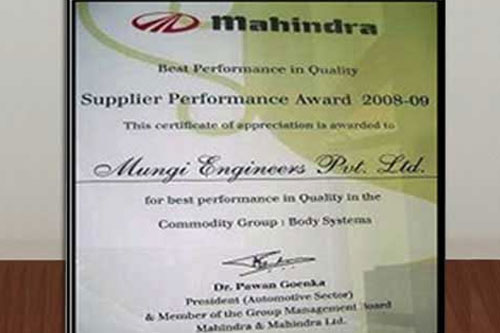 mahindra
Best Performance in Quality
Supplier Performance Award 2008-09
This certificate of appreciation is awarded to
Mungi Engineers Pvt. Ltd.
for best performance in Quality in the
Commodity Group : Body Systems
Dr. Pawan Goenka
President (Automotive Sector)
& Member of the Group Management Board
Mahindra & Mahindra Ltd.